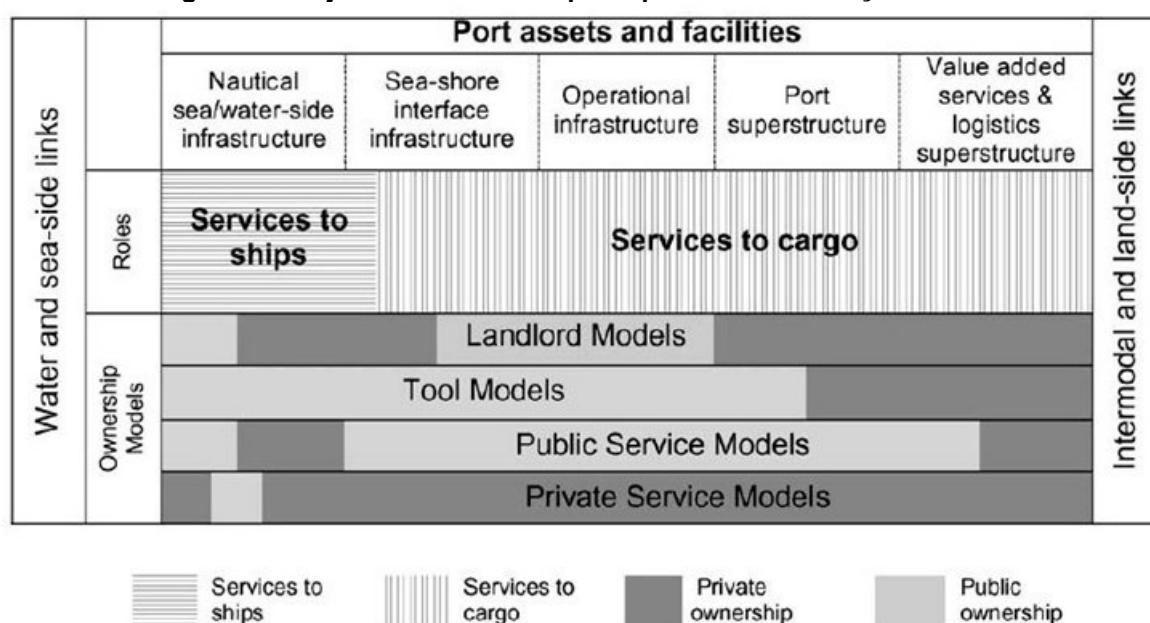 Port assets and facilities
Nautical
sea/water-side
infrastructure
Sea-shore
interface
infrastructure
Operational
infrastructure
Port
superstructure
Value added
services &
logistics
superstructure
Water and sea-side links
Roles
Services to
ships
Services to cargo
Intermodal and land-side links
Ownership
Models
Landlord Models
Tool Models
Public Service Models
Private Service Models
Services to
ships
Services to
cargo
Private
ownership
Public
ownership